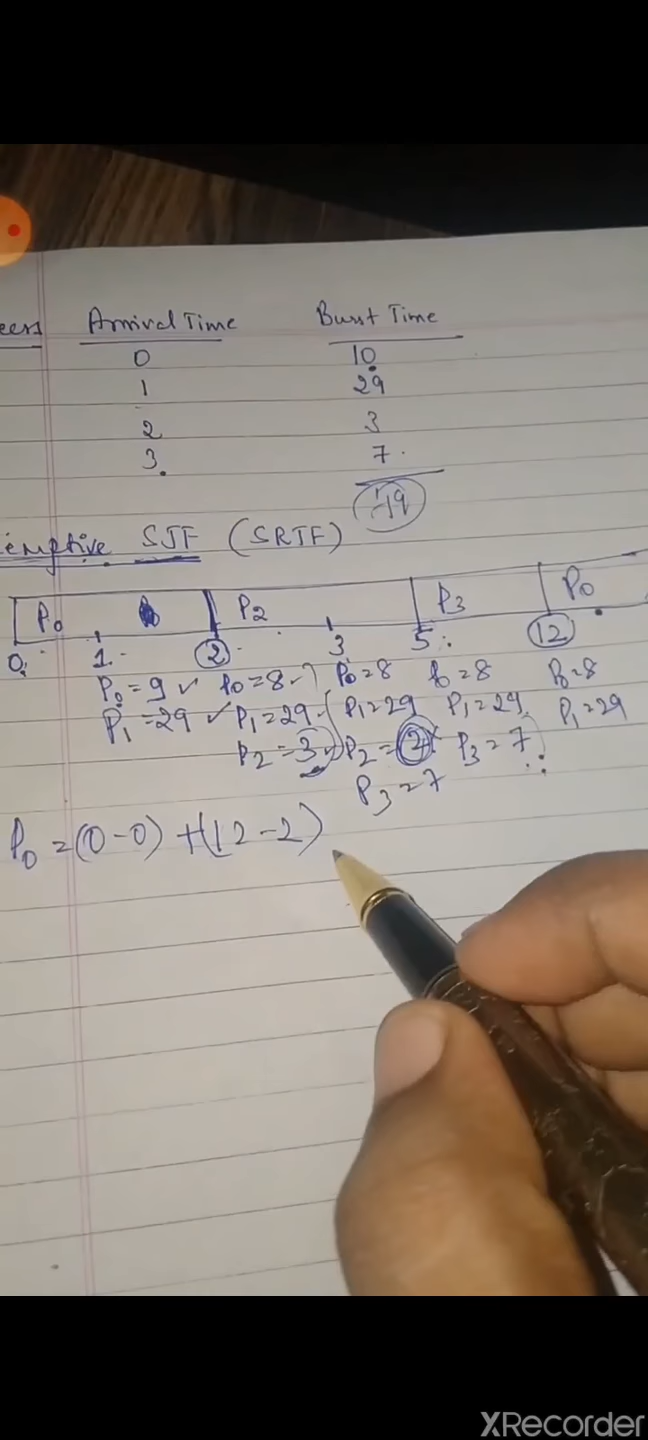 Arrival Time Burst Time
0 10
1 29
2 3
3 7
49
emptive SJF (SRTF)
P0 P2 P3 P0
0 1 2 3 5 12
P0 = 9 ✓ P0 = 8 P0 = 8 P0 = 8 P0 = 8
P1 = 29 ✓ P1 = 29 P1 = 29 P1 = 29 P1 = 29
P2 = 3 P2 = 2 P3 = 7
P3 = 7
P0 = (0-0) + (12-2)
XRecorder